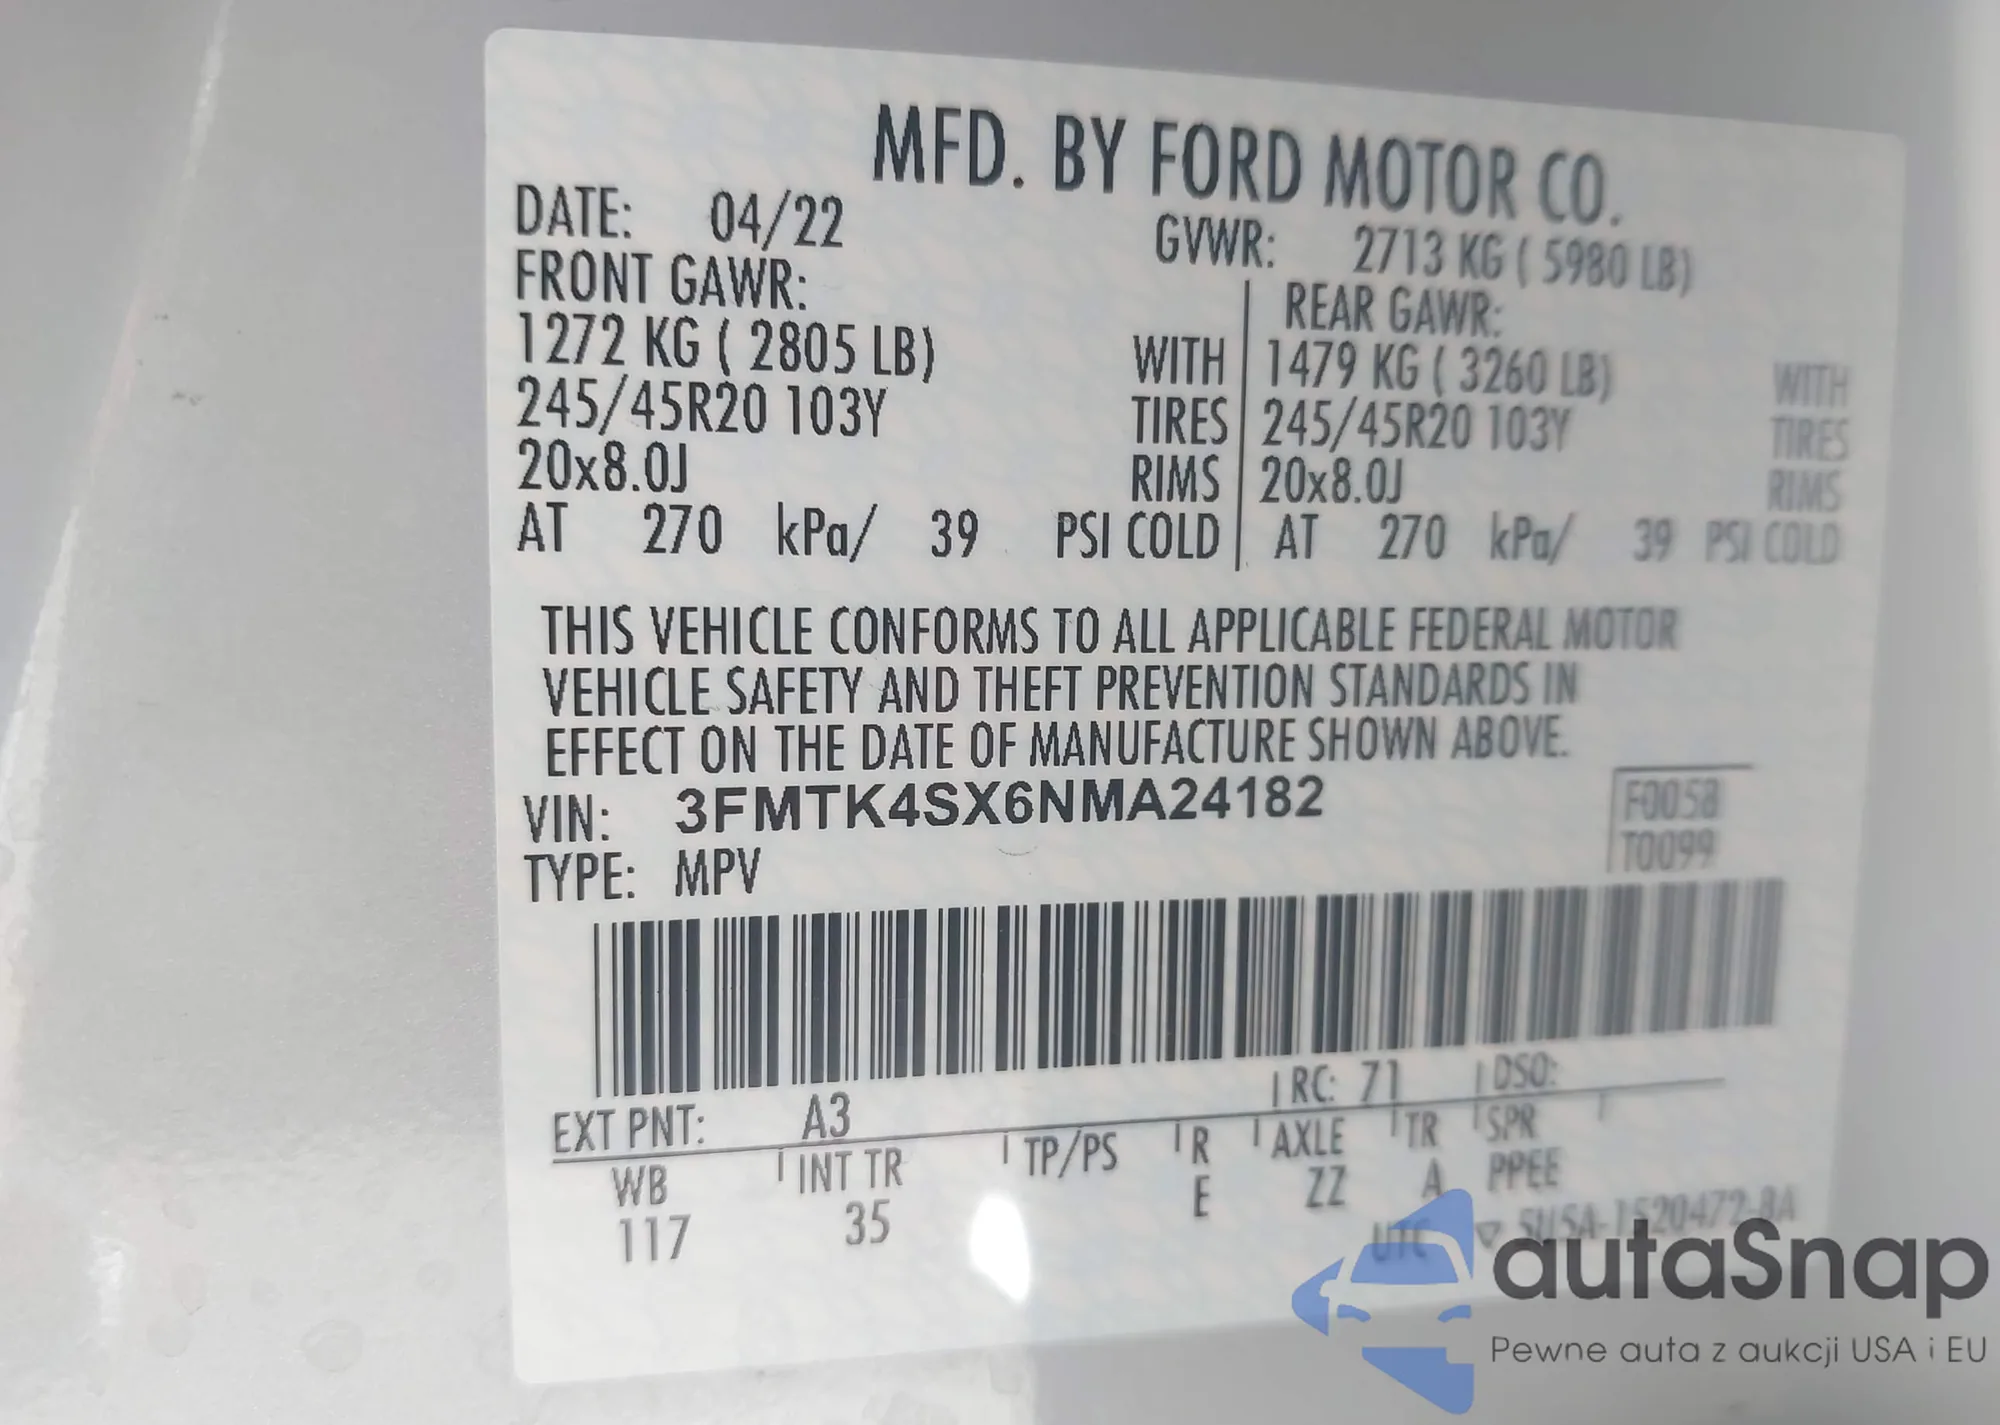 MFD. BY FORD MOTOR CO.
DATE: 04/22 GVWR: 2713 KG ( 5980 LB)
FRONT GAWR: REAR GAWR:
1272 KG ( 2805 LB) WITH 1479 KG ( 3260 LB) WITH
245/45R20 103Y TIRES 245/45R20 103Y TIRES
20x8.0J RIMS 20x8.0J RIMS
AT 270 kPa/ 39 PSI COLD AT 270 kPa/ 39 PSI COLD
THIS VEHICLE CONFORMS TO ALL APPLICABLE FEDERAL MOTOR
VEHICLE SAFETY AND THEFT PREVENTION STANDARDS IN
EFFECT ON THE DATE OF MANUFACTURE SHOWN ABOVE.
VIN: 3FMTK4SX6NMA24182 F0058
TYPE: MPV T0099
EXT PNT: A3 RC: 71 DSO:
WB INT TR TP/PS R AXLE TR SPR
117 35 E ZZ A PPEE
UTC
autaSnap
Pewne auta z aukcji USA i EU